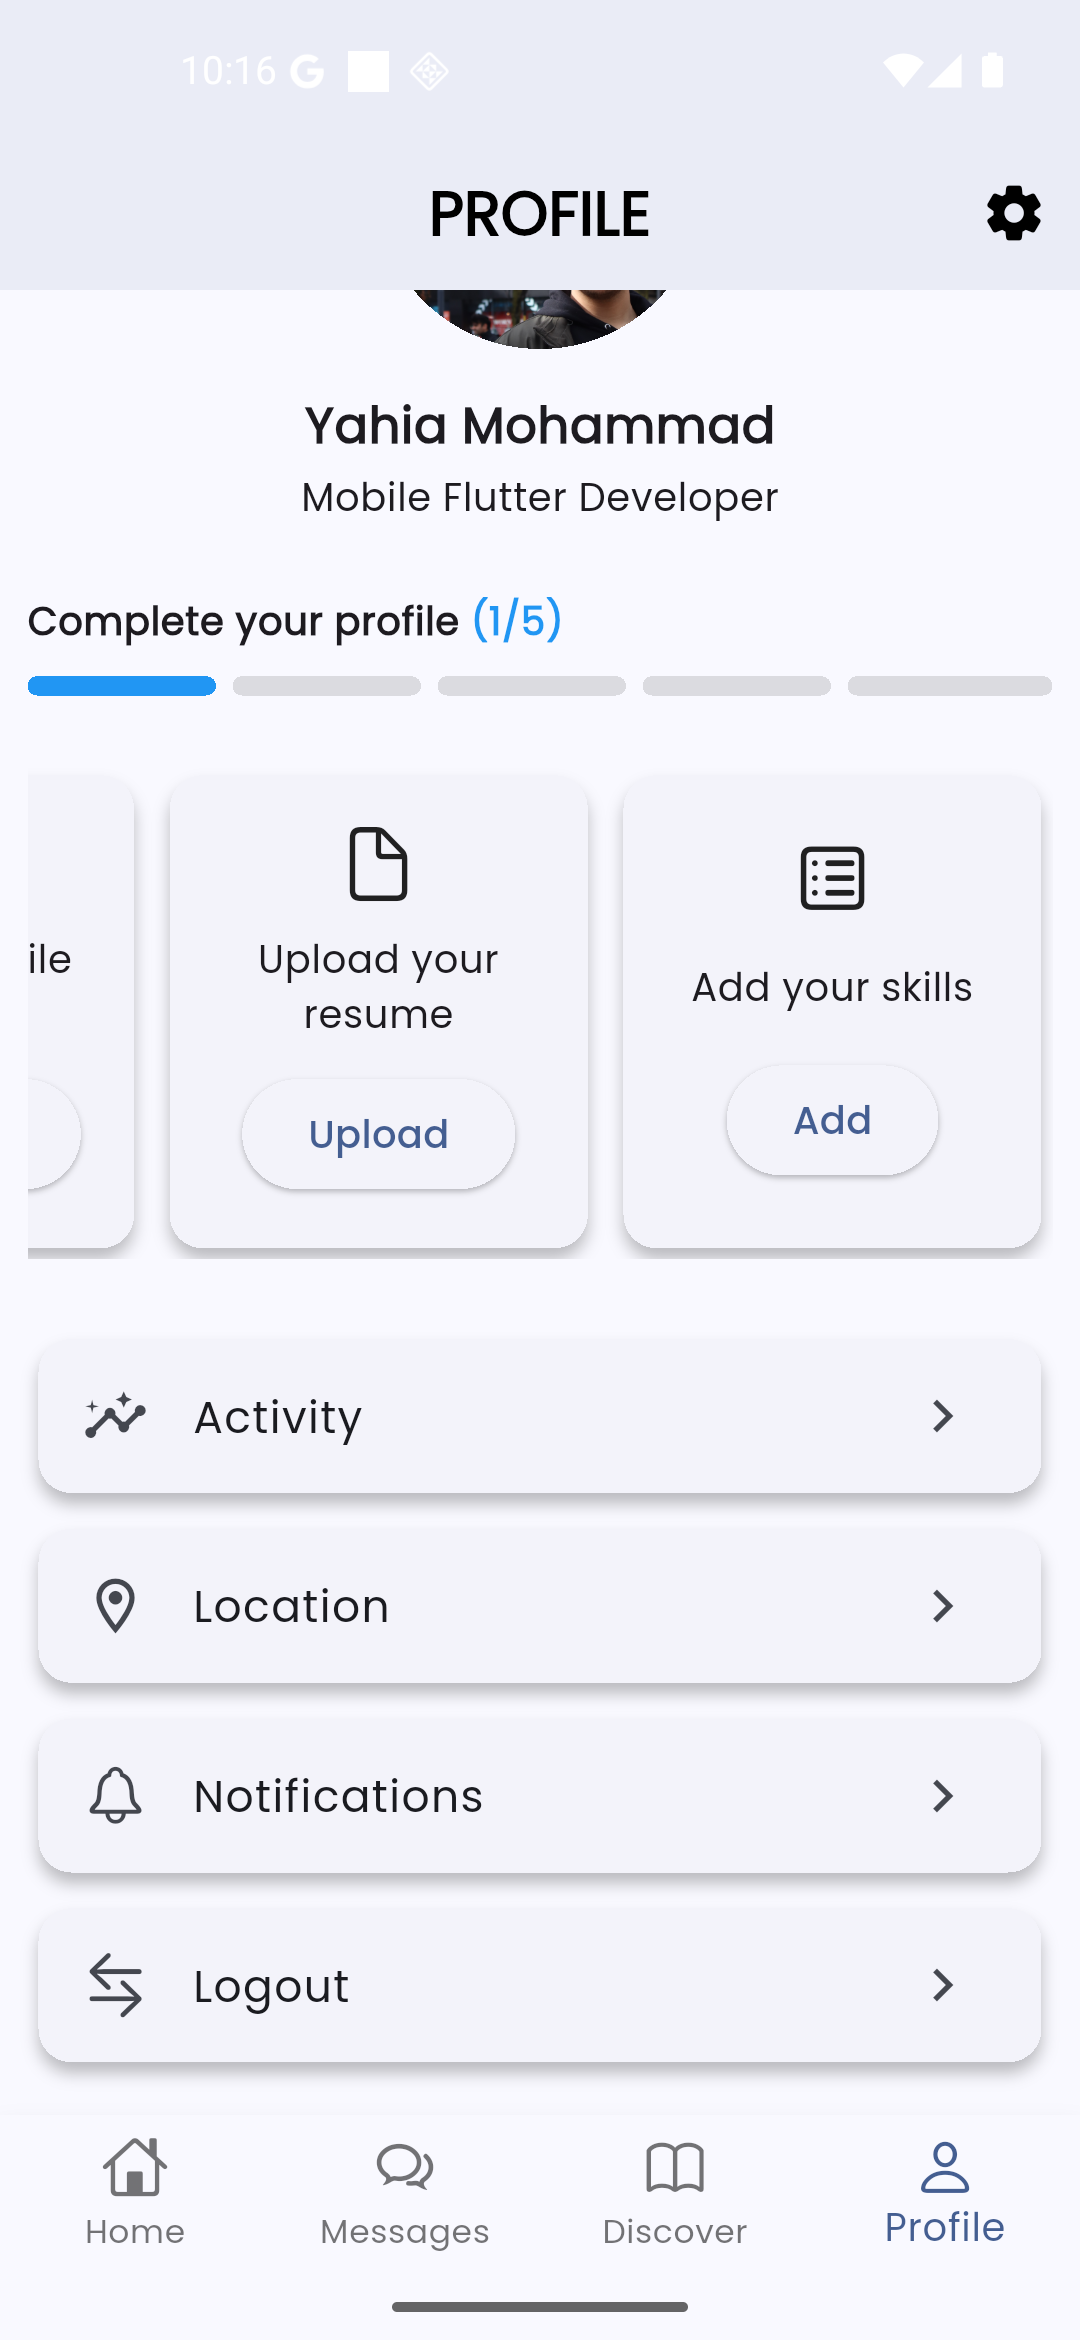 10:16
PROFILE
Yahia Mohammad
Mobile Flutter Developer
Complete your profile (1/5)
ile
Upload your
resume
Upload
Add your skills
Add
Activity
Location
Notifications
Logout
Home
Messages
Discover
Profile